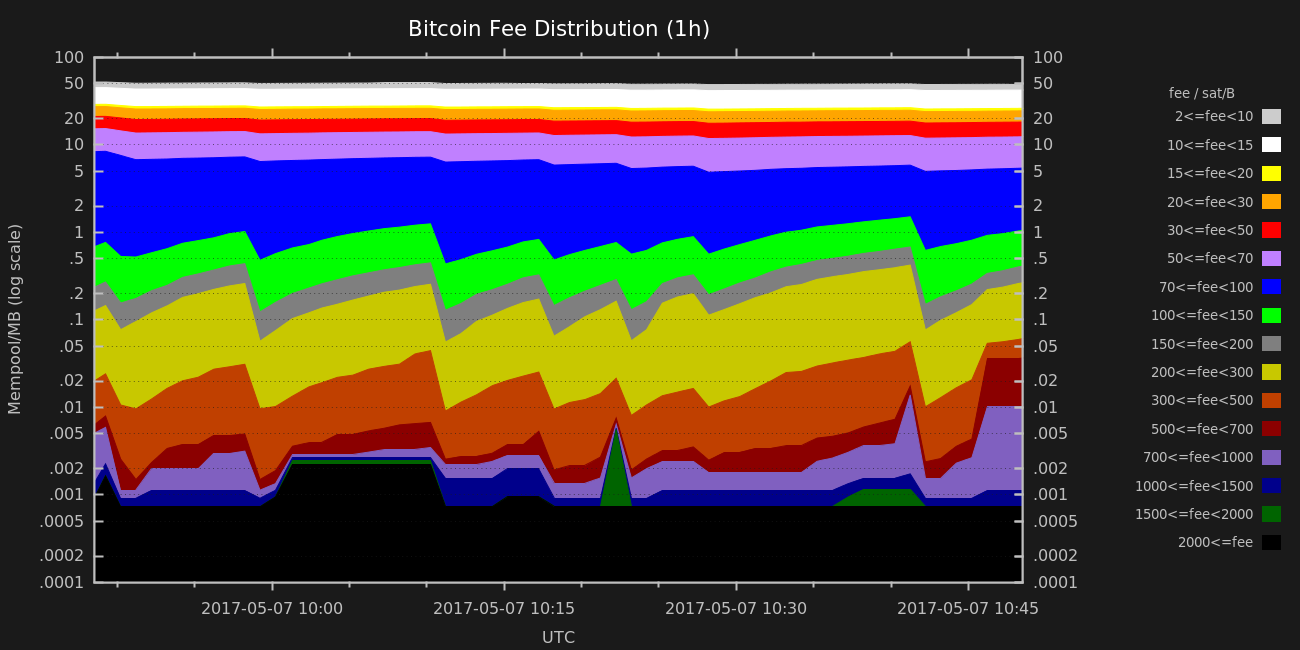 Bitcoin Fee Distribution (1h)
Mempool/MB (log scale)
100
50
20
10
5
2
1
.5
.2
.1
.05
.02
.01
.005
.002
.001
.0005
.0002
.0001
100
50
20
10
5
2
1
.5
.2
.1
.05
.02
.01
.005
.002
.001
.0005
.0002
.0001
2017-05-07 10:00 2017-05-07 10:15 2017-05-07 10:30 2017-05-07 10:45
UTC
fee / sat/B
2<=fee<10
10<=fee<15
15<=fee<20
20<=fee<30
30<=fee<50
50<=fee<70
70<=fee<100
100<=fee<150
150<=fee<200
200<=fee<300
300<=fee<500
500<=fee<700
700<=fee<1000
1000<=fee<1500
1500<=fee<2000
2000<=fee